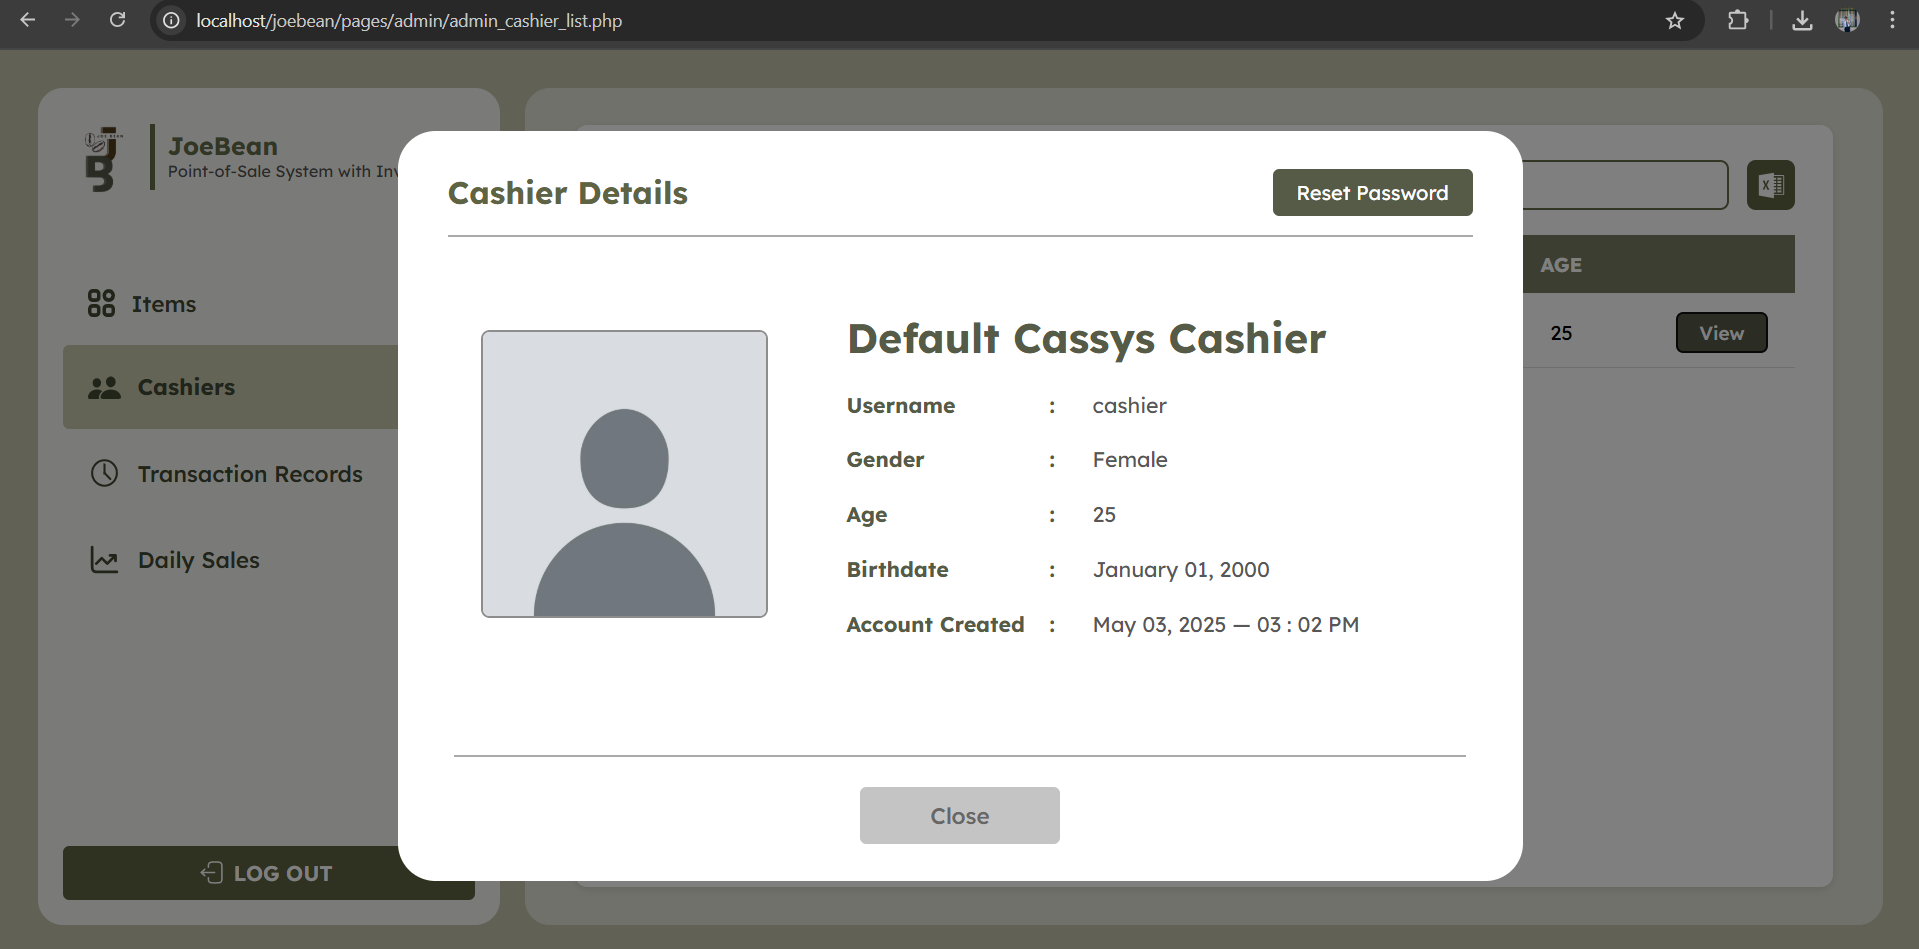 localhost/joebean/pages/admin/admin_cashier_list.php
JoeBean
Point-of-Sale System with Inv
Items
Cashiers
Transaction Records
Daily Sales
LOG OUT
Cashier Details
Reset Password
Default Cassys Cashier
Username : cashier
Gender : Female
Age : 25
Birthdate : January 01, 2000
Account Created : May 03, 2025 — 03 : 02 PM
Close
AGE
25 View